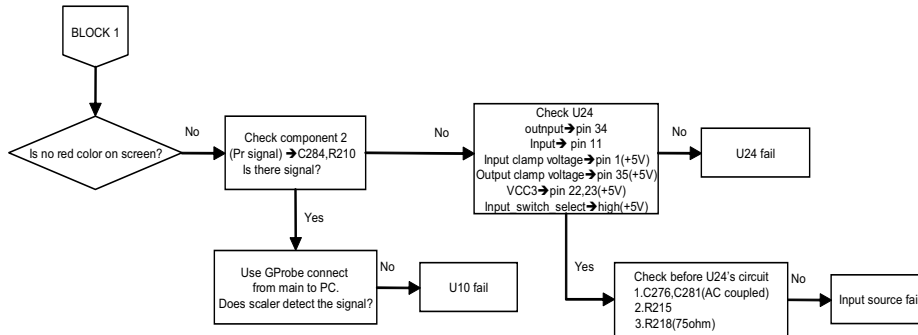 BLOCK 1
Is no red color on screen?
No
Check component 2
(Pr signal) ➔C284,R210
Is there signal?
No
Check U24
outnput➔pin 34
Input➔ pin 11
Input clamp voltage➔pin 1(+5V)
Output clamp voltage➔pin 35(+5V)
VCC3➔pin 22,23(+5V)
Input_switch_select➔high(+5V)
No
U24 fail
Yes
Use GProbe connect
from main to PC.
Does scaler detect the signal?
No
U10 fail
Yes
Check before U24's circuit
1.C276,C281(AC coupled)
2.R215
3.R218(75ohm)
No
Input source fail